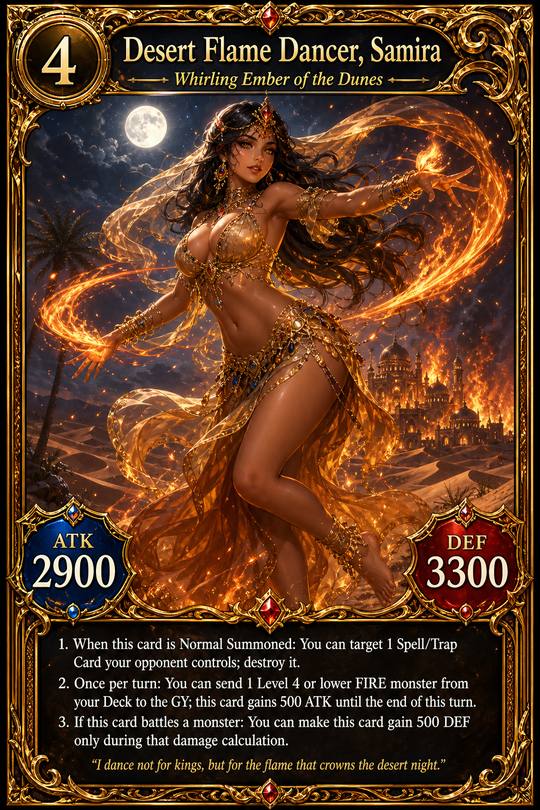 4
Desert Flame Dancer, Samira
Whirling Ember of the Dunes
ATK
2900
DEF
3300
1. When this card is Normal Summoned: You can target 1 Spell/Trap
Card your opponent controls; destroy it.
2. Once per turn: You can send 1 Level 4 or lower FIRE monster from
your Deck to the GY; this card gains 500 ATK until the end of this turn.
3. If this card battles a monster: You can make this card gain 500 DEF
only during that damage calculation.
“I dance not for kings, but for the flame that crowns the desert night.”